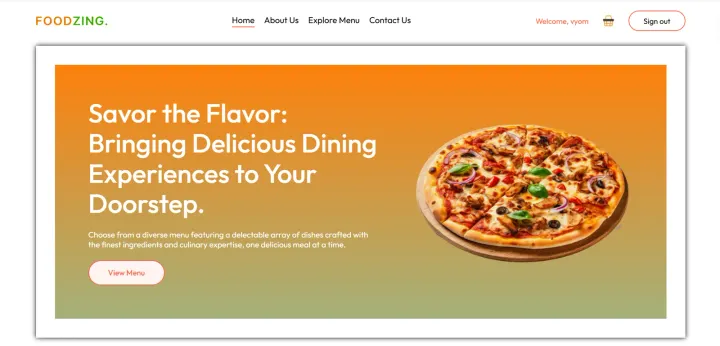 FOODZING.
Home About Us Explore Menu Contact Us
Welcome, vyom
Sign out
Savor the Flavor:
Bringing Delicious Dining
Experiences to Your
Doorstep.
Choose from a diverse menu featuring a delectable array of dishes crafted with
the finest ingredients and culinary expertise, one delicious meal at a time.
View Menu